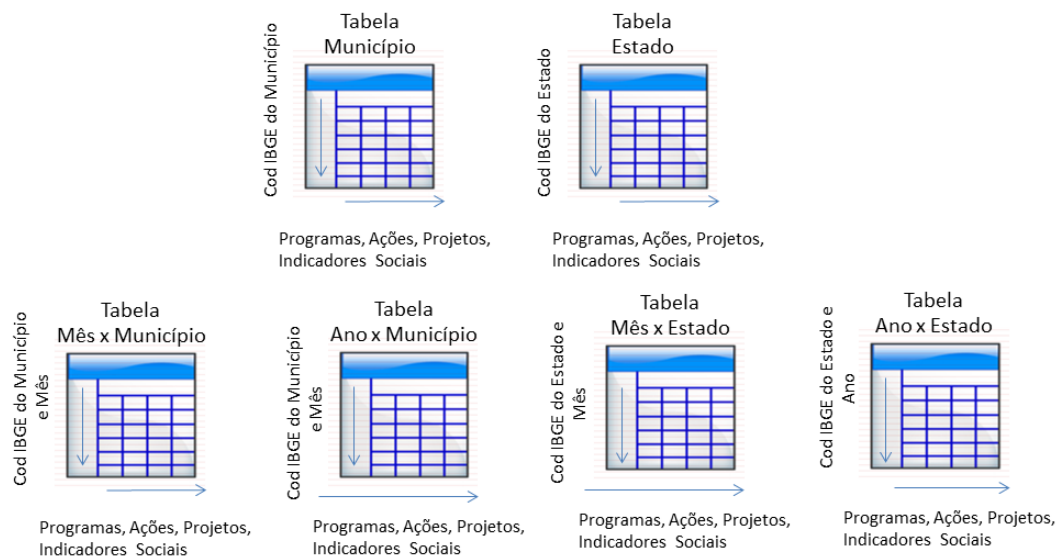 Tabela
Município
Cod IBGE do Município
Programas, Ações, Projetos,
Indicadores Sociais
Tabela
Estado
Cod IBGE do Estado
Programas, Ações, Projetos,
Indicadores Sociais
Tabela
Mês x Município
Cod IBGE do Município
e Mês
Programas, Ações, Projetos,
Indicadores Sociais
Tabela
Ano x Município
Cod IBGE do Município
e Mês
Programas, Ações, Projetos,
Indicadores Sociais
Tabela
Mês x Estado
Cod IBGE do Estado e
Mês
Programas, Ações, Projetos,
Indicadores Sociais
Tabela
Ano x Estado
Cod IBGE do Estado e
Ano
Programas, Ações, Projetos,
Indicadores Sociais